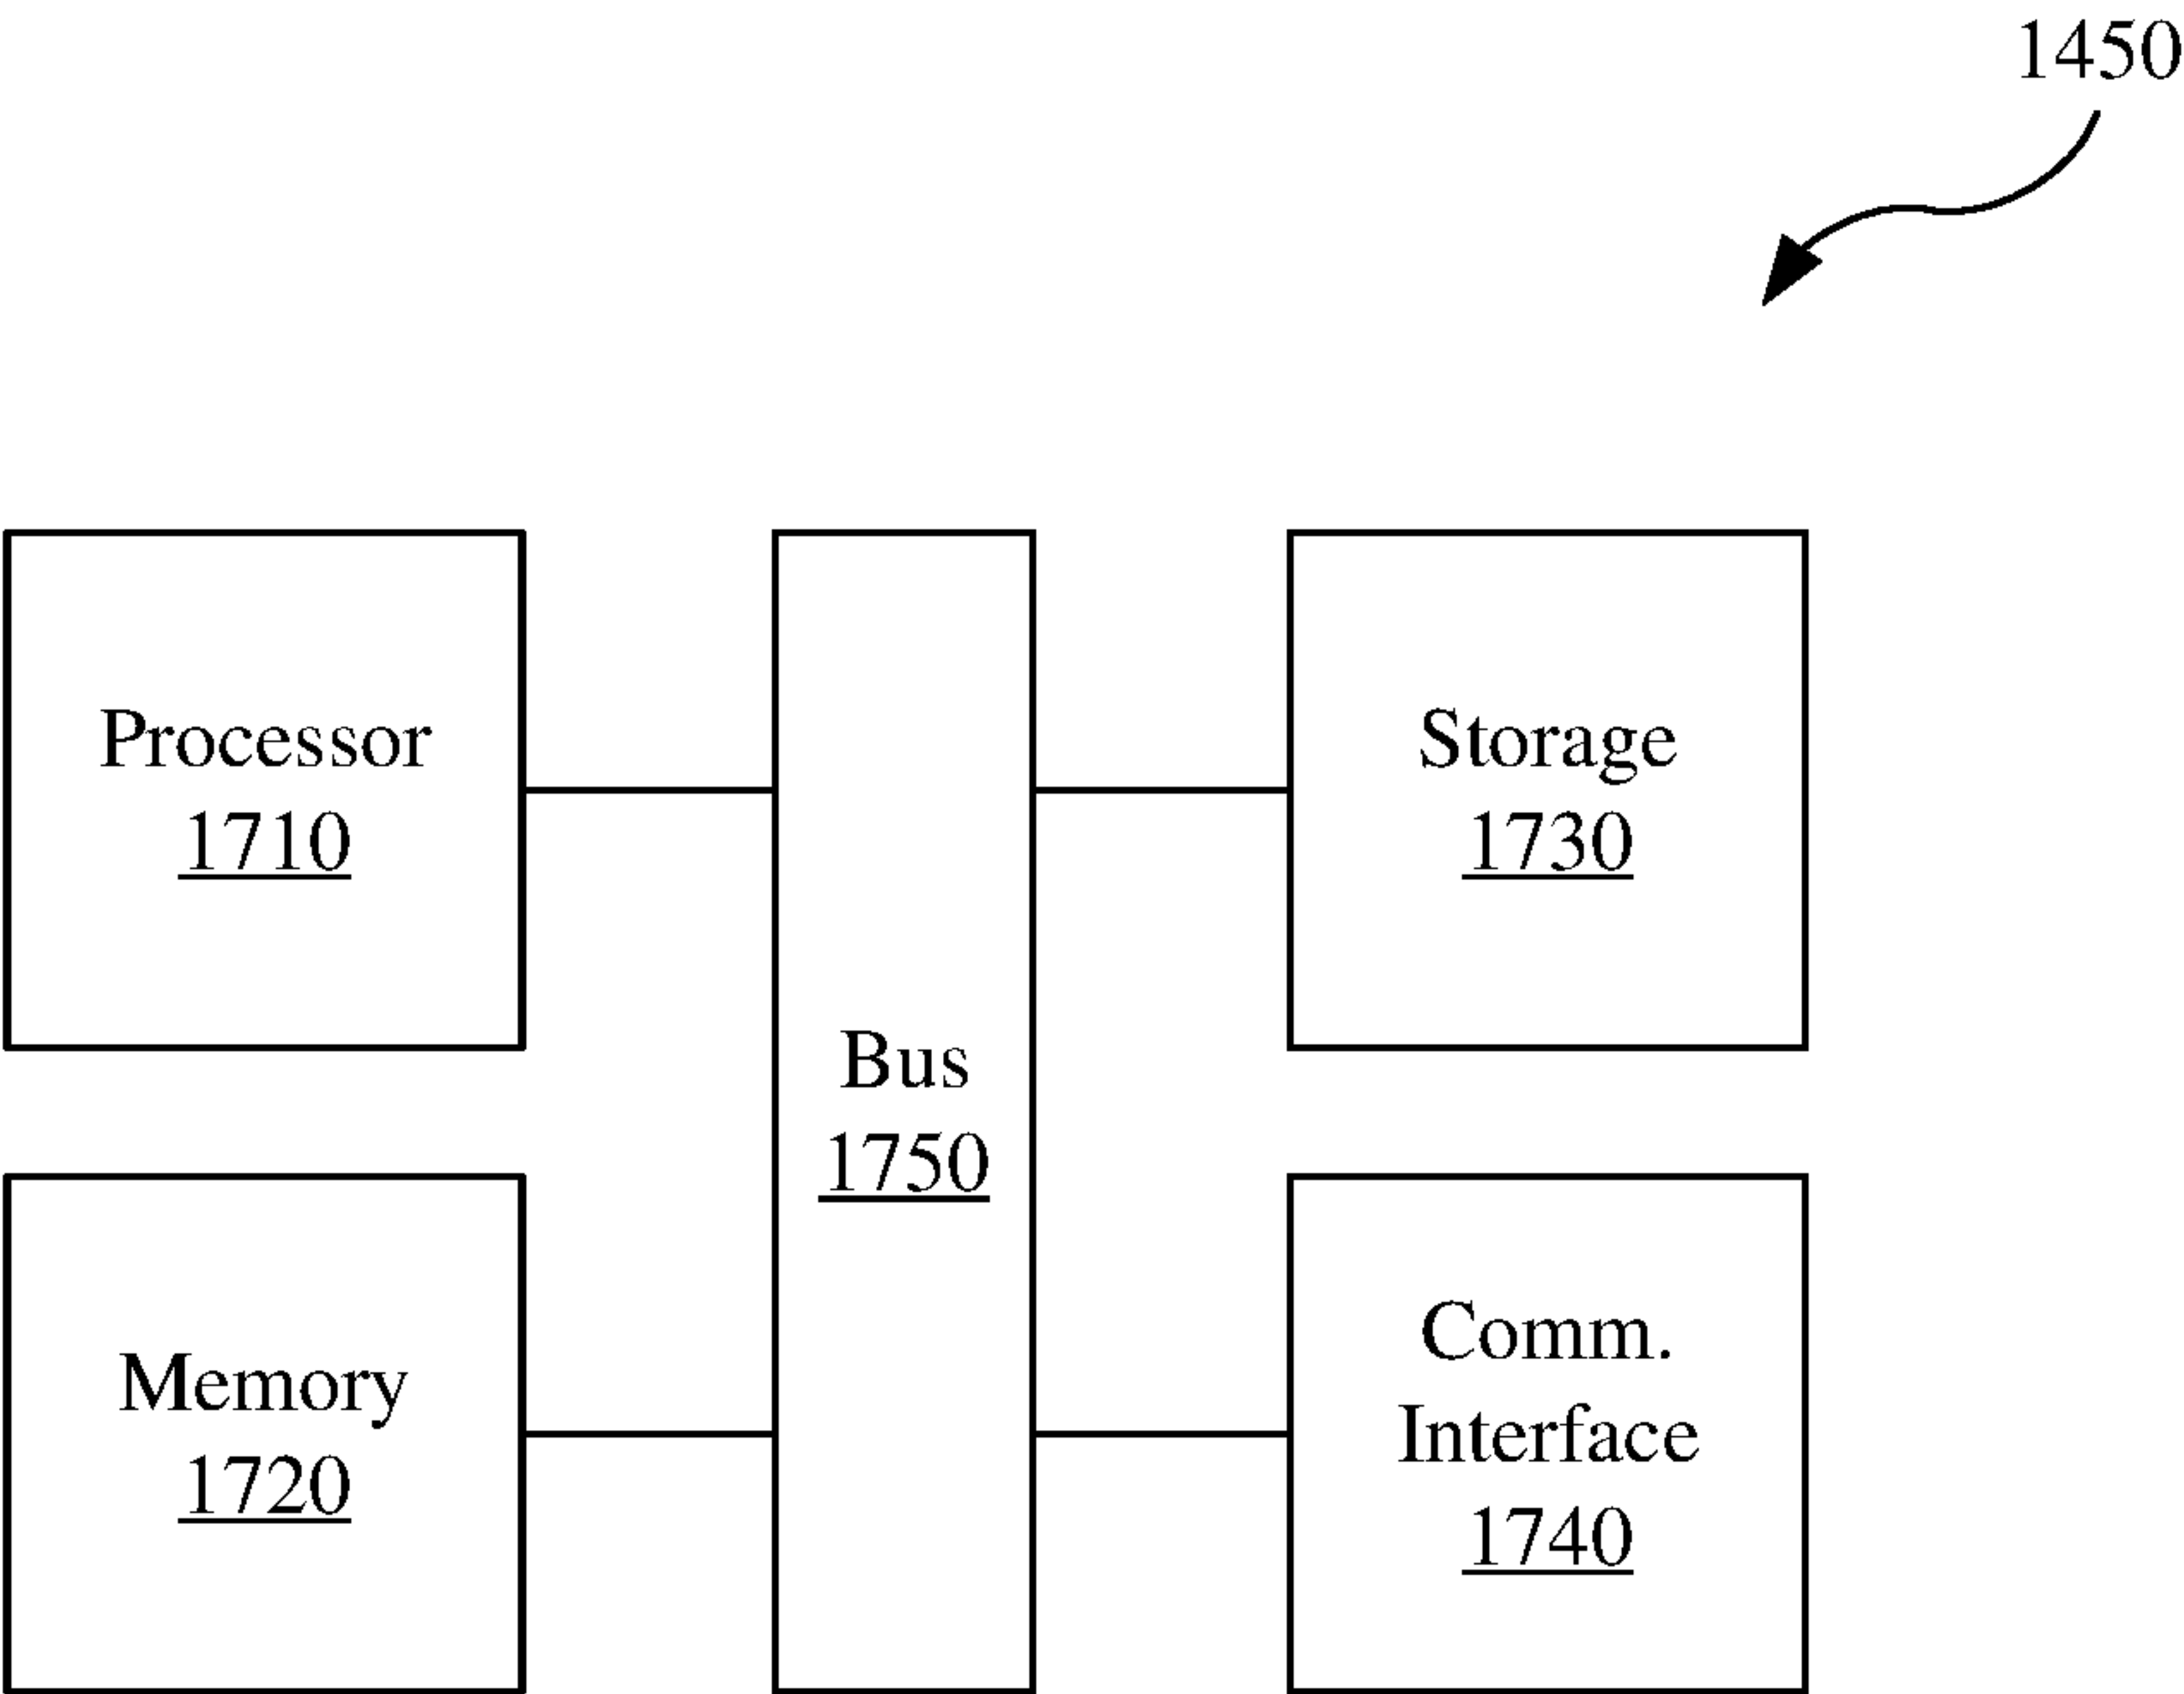 1450
Processor
1710
Storage
1730
Bus
1750
Memory
1720
Comm.
Interface
1740